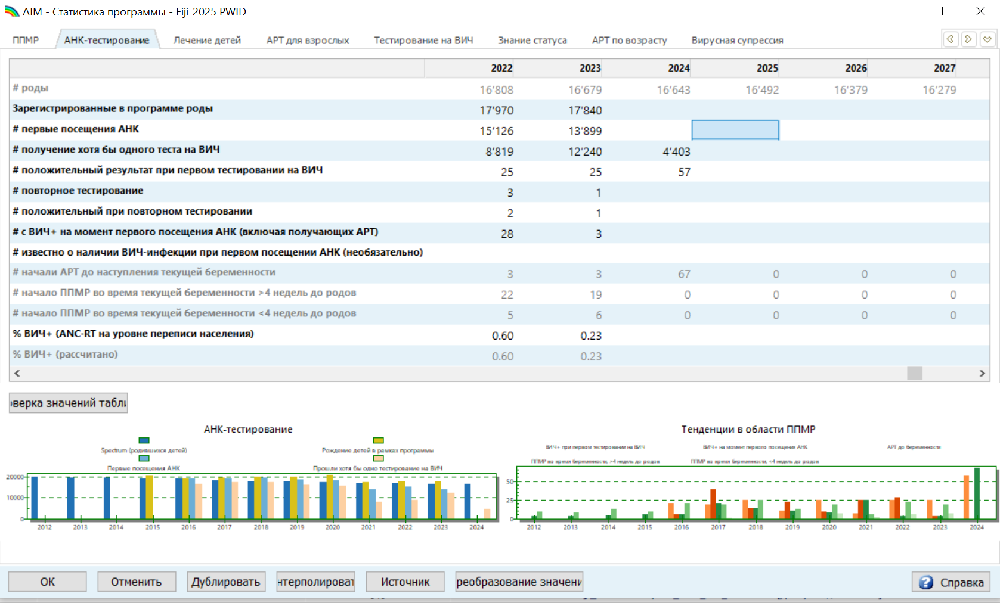 AIM - Статистика программы - Fiji_2025 PWID
ППМР АНК-тестирование Лечение детей АРТ для взрослых Тестирование на ВИЧ Знание статуса АРТ по возрасту Вирусная супрессия
2022 2023 2024 2025 2026 2027
# роды 16'808 16'679 16'643 16'492 16'379 16'279
Зарегистрированные в программе роды 17'970 17'840
# первые посещения АНК 15'126 13'899
# получение хотя бы одного теста на ВИЧ 8'819 12'240 4'403
# положительный результат при первом тестировании на ВИЧ 25 25 57
# повторное тестирование 3 1
# положительный при повторном тестировании 2 1
# с ВИЧ+ на момент первого посещения АНК (включая получающих АРТ) 28 3
# известно о наличии ВИЧ-инфекции при первом посещении АНК (необязательно)
# начали АРТ до наступления текущей беременности 3 3 67 0 0 0
# начало ППМР во время текущей беременности >4 недель до родов 22 19 0 0 0 0
# начало ППМР во время текущей беременности <4 недель до родов 5 6 0 0 0 0
% ВИЧ+ (ANC-RT на уровне переписи населения) 0.60 0.23
% ВИЧ+ (рассчитано) 0.60 0.23
оверка значений табли
АНК-тестирование
Spectrum (родившихся детей) Рождение детей в рамках программы
Первые посещения АНК Прошли хотя бы одно тестирование на ВИЧ
20000
10000
0
2012 2013 2014 2015 2016 2017 2018 2019 2020 2021 2022 2023 2024
Тенденции в области ППМР
ВИЧ+ при первом тестировании на ВИЧ ВИЧ+ на момент первого посещения АНК АРТ до беременности
ППМР во время беременности, >4 недель до родов ППМР во время беременности, <4 недель до родов
50
25
0
2012 2013 2014 2015 2016 2017 2018 2019 2020 2021 2022 2023 2024
ОК Отменить Дублировать нтерполироват Источник реобразование значени Справка